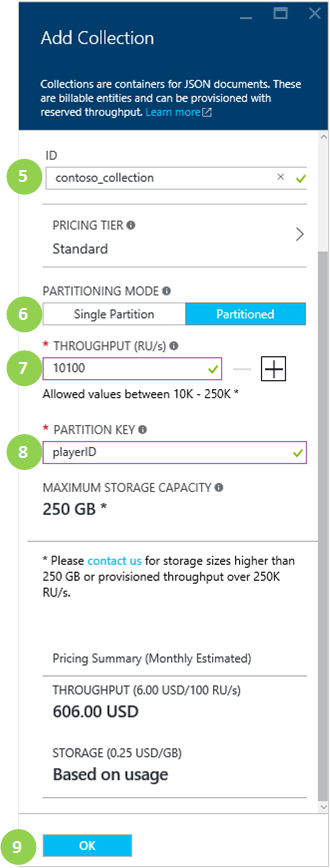 Add Collection
Collections are containers for JSON documents. These
are billable entities and can be provisioned with
reserved throughput. Learn more
ID
5
contoso_collection
PRICING TIER
Standard
PARTITIONING MODE
6
Single Partition
Partitioned
* THROUGHPUT (RU/s)
7
10100
Allowed values between 10K - 250K *
* PARTITION KEY
8
playerID
MAXIMUM STORAGE CAPACITY
250 GB *
* Please contact us for storage sizes higher than
250 GB or provisioned throughput over 250K
RU/s.
Pricing Summary (Monthly Estimated)
THROUGHPUT (6.00 USD/100 RU/s)
606.00 USD
STORAGE (0.25 USD/GB)
Based on usage
9
OK